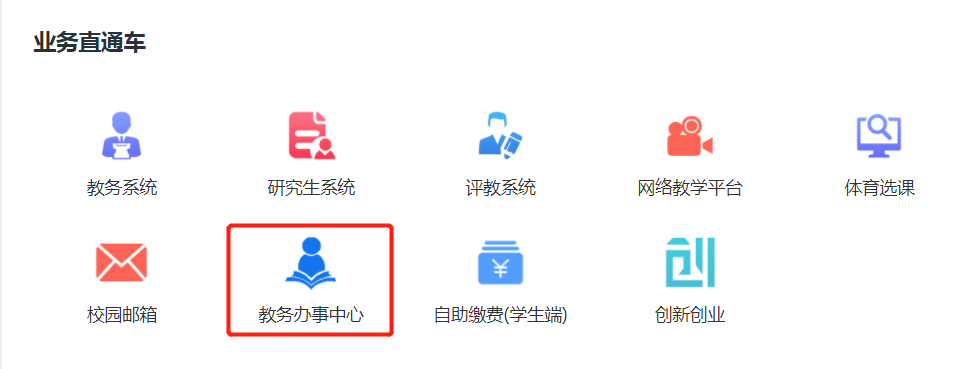 业务直通车
教务系统
研究生系统
评教系统
网络教学平台
体育选课
校园邮箱
教务办事中心
¥
自助缴费(学生端)
创
创新创业